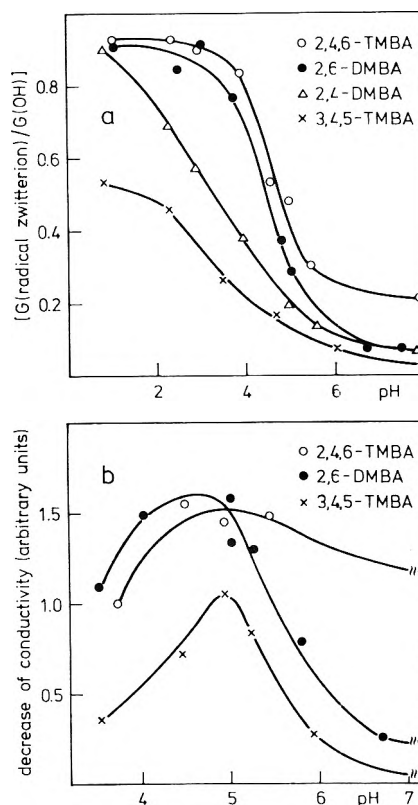 a
[G(radical zwitterion)/G(OH)]
○ 2,4,6-TMBA
● 2,6-DMBA
△ 2,4-DMBA
× 3,4,5-TMBA
0.8
0.6
0.4
0.2
2
4
6
pH
b
decrease of conductivity (arbitrary units)
○ 2,4,6-TMBA
● 2,6-DMBA
× 3,4,5-TMBA
1.5
1.0
0.5
4
5
6
pH
7